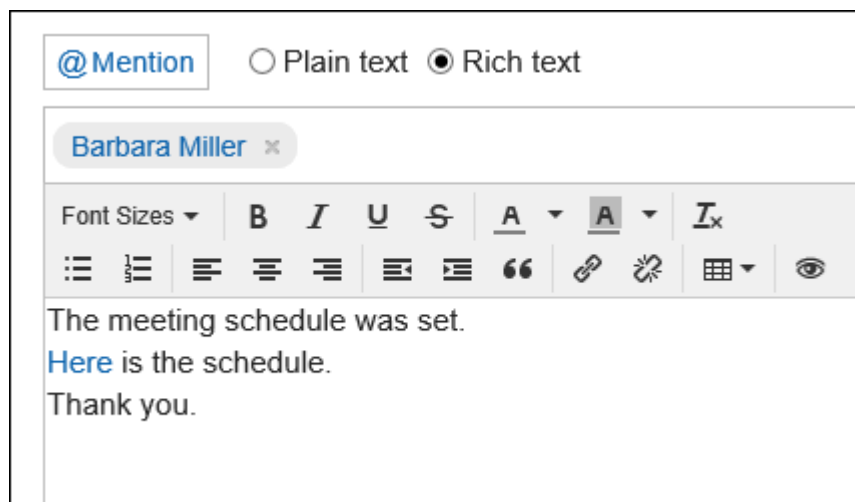 @Mention Plain text Rich text
Barbara Miller ×
Font Sizes B I U S A A Tx
The meeting schedule was set.
Here is the schedule.
Thank you.